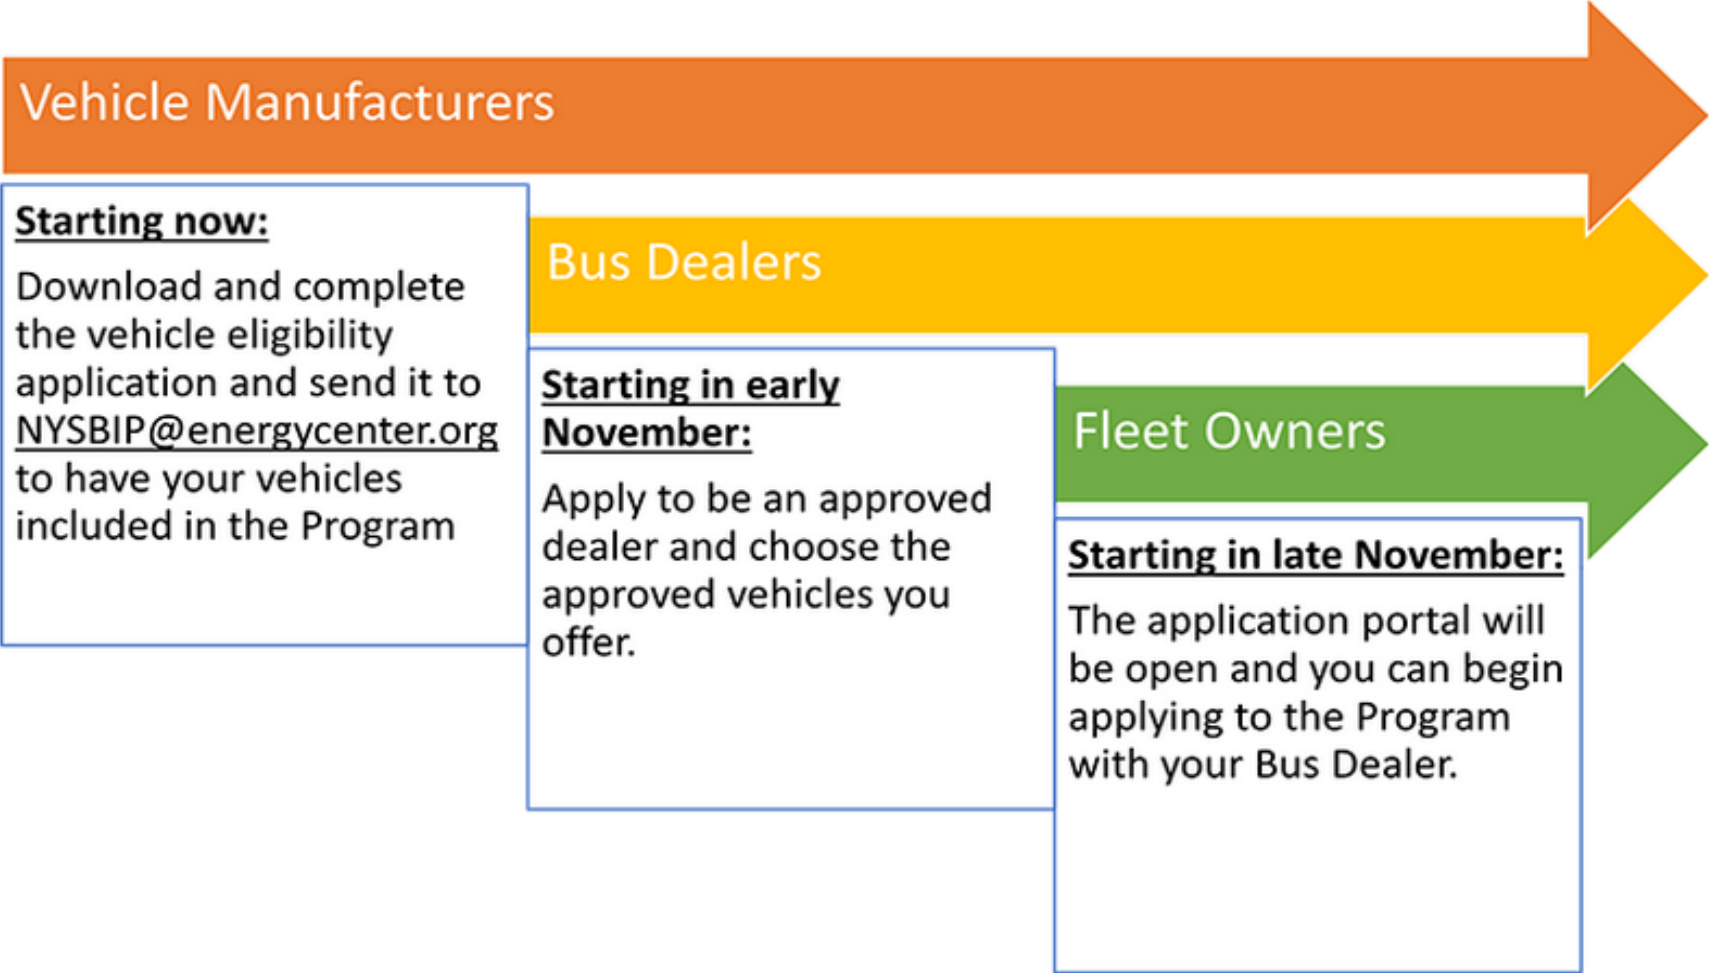 Vehicle Manufacturers
Starting now:
Download and complete
the vehicle eligibility
application and send it to
NYSBIP@energycenter.org
to have your vehicles
included in the Program
Bus Dealers
Starting in early
November:
Apply to be an approved
dealer and choose the
approved vehicles you
offer.
Fleet Owners
Starting in late November:
The application portal will
be open and you can begin
applying to the Program
with your Bus Dealer.